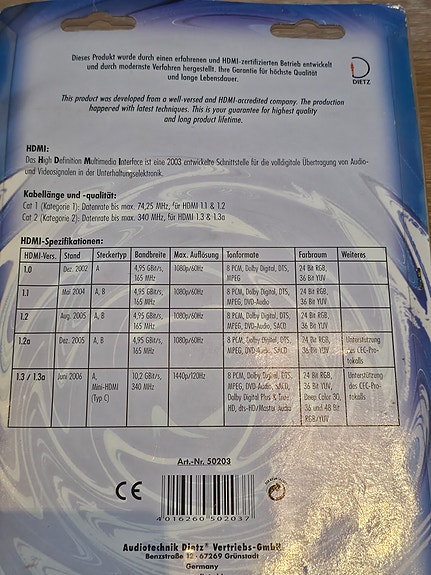 Dieses Produkt wurde durch einen erfahrenen und HDMI-zertifizierten Betrieb entwickelt
und durch modernste Verfahren hergestellt. Ihre Garantie für höchste Qualität
und lange Lebensdauer.
DIETZ
This product was developed from a well-versed and HDMI-accredited company. The production
happered with latest techniques. This is your guarantee for highest quality
and long product lifetime.
HDMI:
Das High Definition Multimedia Interface ist eine 2003 entwickelte Schnittstelle für die volldigitale Übertragung von Audio-
und Videosignalen in der Unterhaltungselektronik.
Kabellänge und -qualität:
Cat 1 (Kategorie 1): Datenrate bis max. 74,25 MHz, für HDMI 1.1 & 1.2
Cat 2 (Kategorie 2): Datenrate bis max. 340 MHz, für HDMI 1.3 & 1.3a
HDMI-Spezifikationen:
HDMI-Vers. Stand Steckertyp Bandbreite Max. Auflösung Tonformate Farbraum Weiteres
1.0 Dez. 2002 A 4,95 GBit/s, 1080p/60Hz 8 PCM, Dolby Digital, DTS, 24 Bit RGB,
165 MHz MPEG 36 Bit YUV
1.1 Mai 2004 A, B 4,95 GBit/s, 1080p/60Hz 8 PCM, Dolby Digital, DTS, 24 Bit RGB,
165 MHz MPEG, DVD-Audio 36 Bit YUV
1.2 Aug. 2005 A, B 4,95 GBit/s, 1080p/60Hz 8 PCM, Dolby Digital, DTS, 24 Bit RGB,
165 MHz MPEG, DVD-Audio, SACD 36 Bit YUV
1.2a Dez. 2005 A, B 4,95 GBit/s, 1080p/60Hz 8 PCM, Dolby Digital, DTS, 24 Bit RGB, Unterstützung
165 MHz MPEG, DVD-Audio, SACD 36 Bit YUV des CEC-Pro-
tokolls
1.3 / 1.3a Juni 2006 A, 10,2 GBit/s, 1440p/120Hz 8 PCM, Dolby Digital, DTS, 24 Bit RGB, Unterstützung
Mini-HDMI 340 MHz MPEG, DVD-Audio, SACD, 36 Bit YUV, des CEC-Pro-
(Typ C) Dolby Digital Plus & True Deep Color 30, tokolls
HD, dts-HD/Master Audio 36 und 48 Bit
RGB/YUV
Art.-Nr. 50203
CE
4 016260 502037
Audiotechnik Dietz® Vertriebs-GmbH
Benzstraße 12 · 67269 Grünstadt
Germany